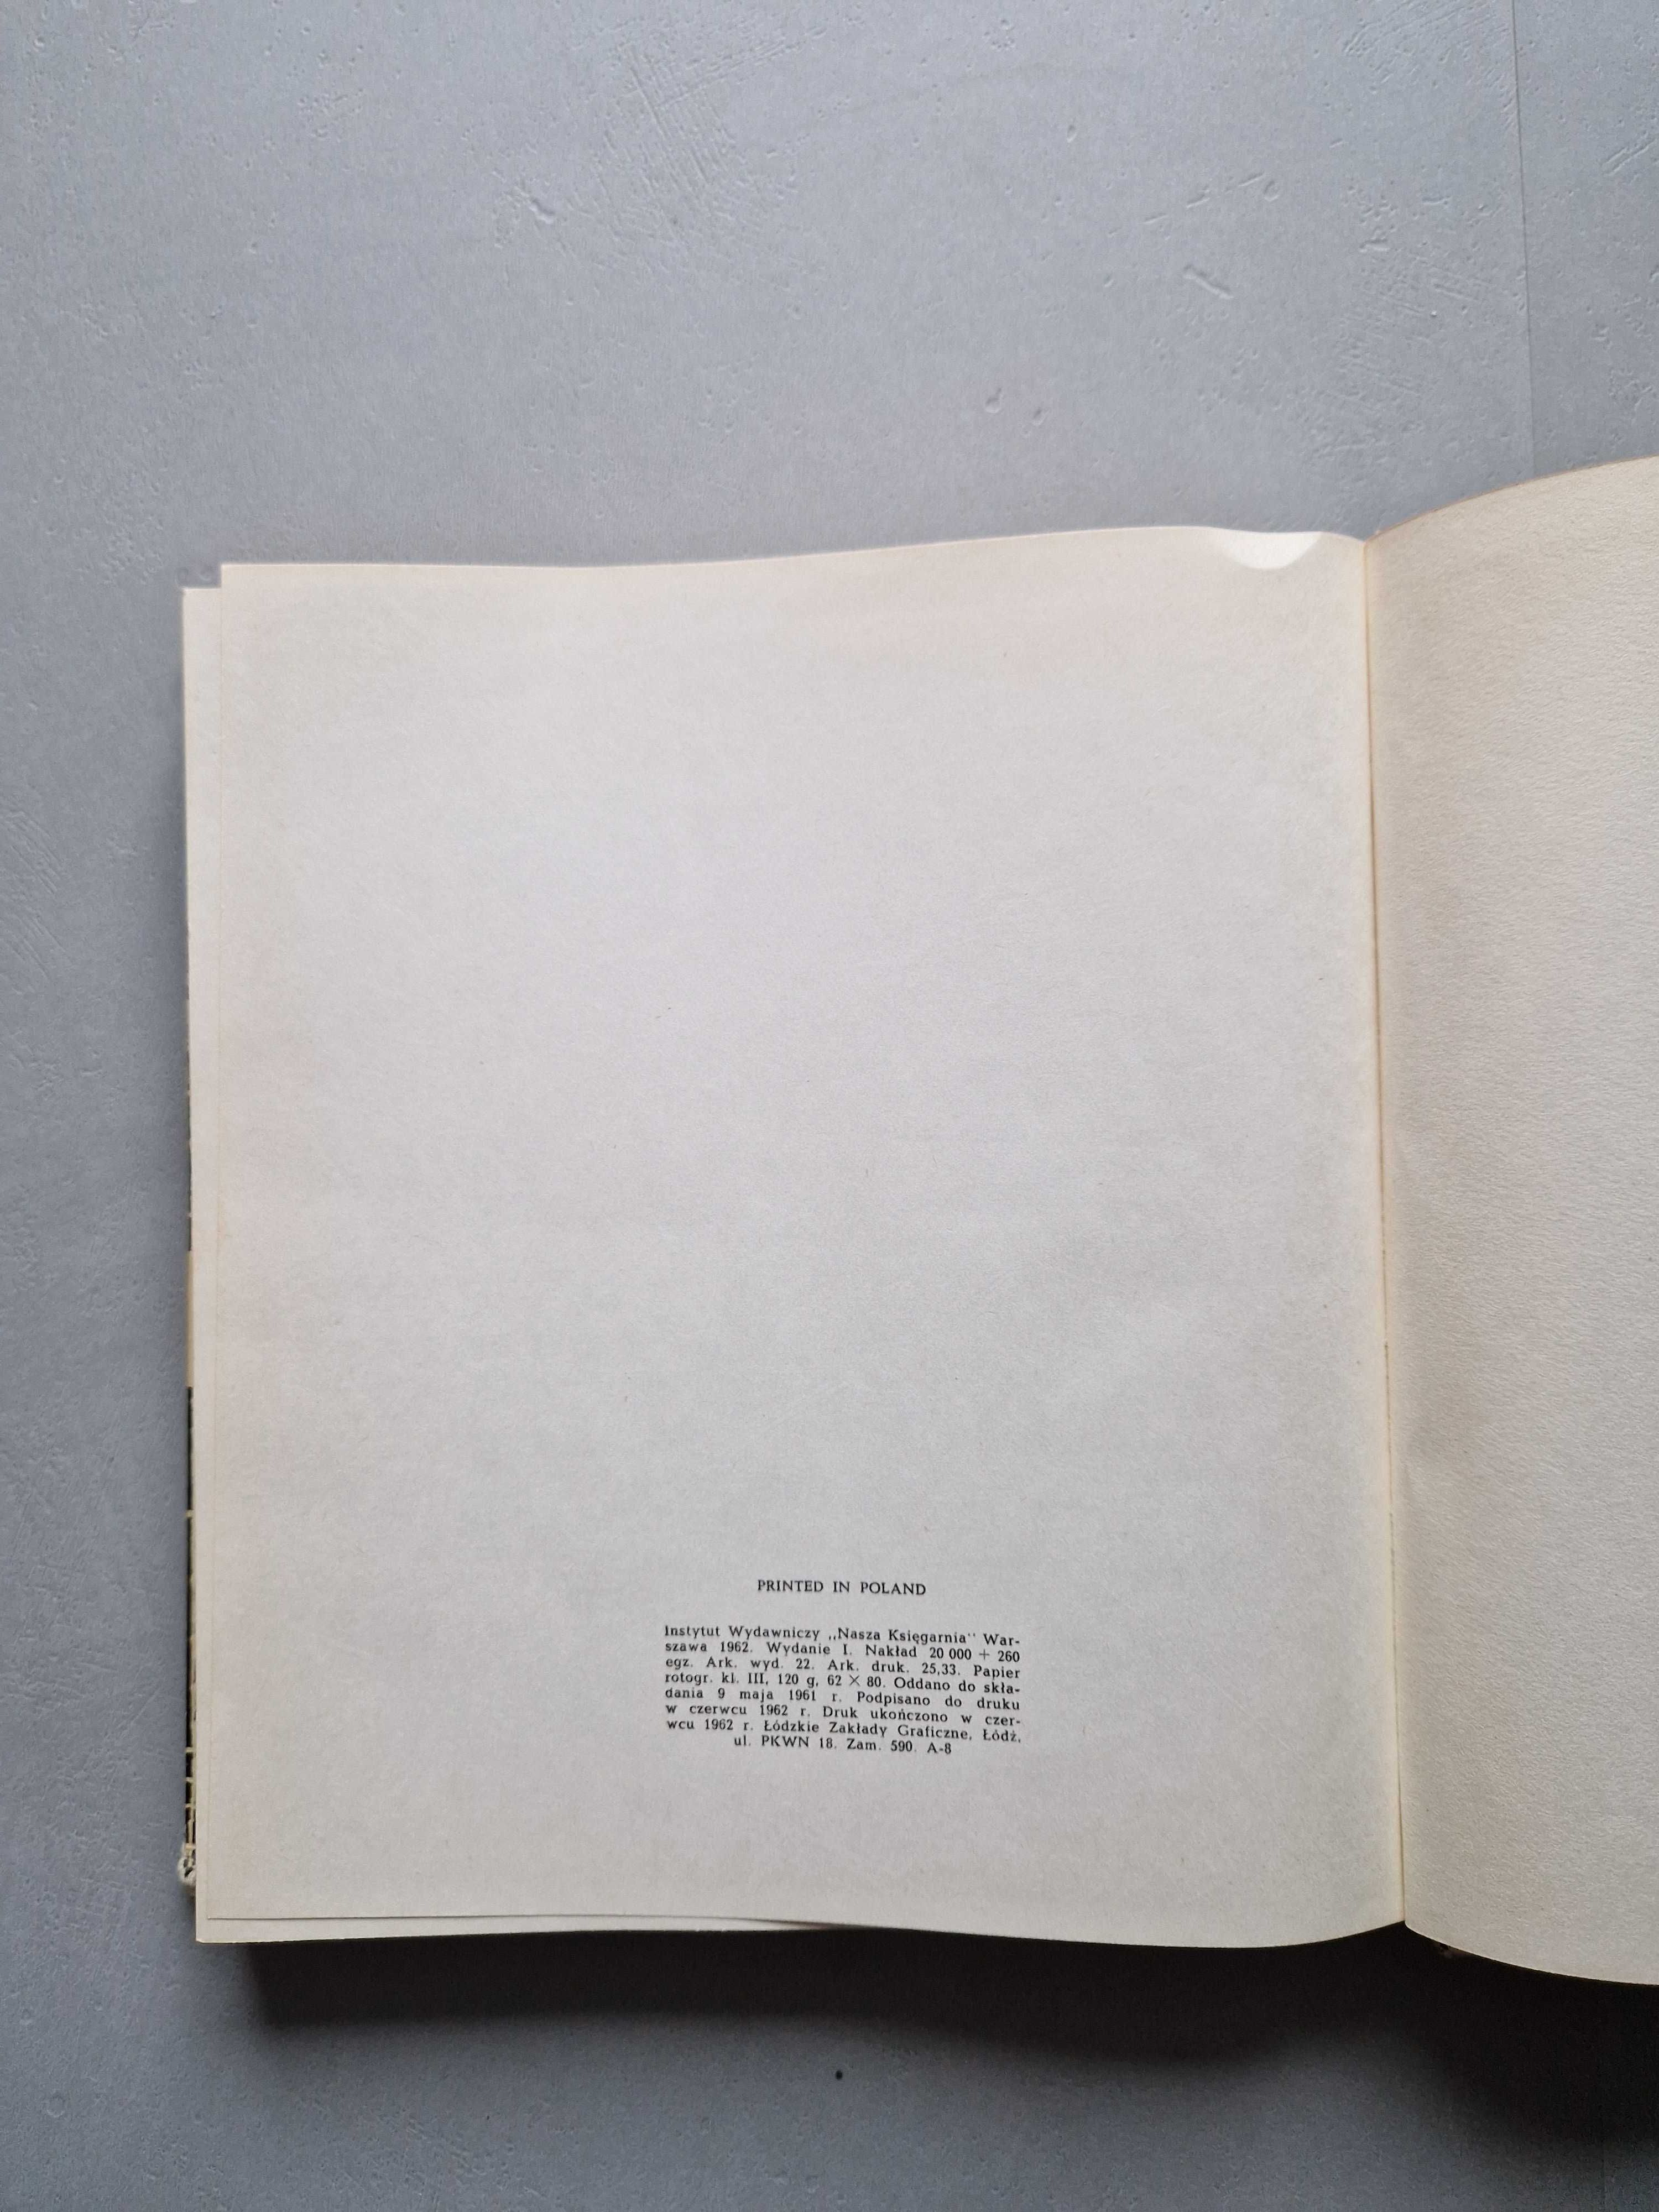 PRINTED IN POLAND
Instytut Wydawniczy ,,Nasza Księgarnia'' War-
szawa 1962. Wydanie I. Nakład 20 000 + 260
egz. Ark. wyd. 22. Ark. druk. 25,33. Papier
rotogr. kl. III, 120 g, 62 × 80. Oddano do skła-
dania 9 maja 1961 r. Podpisano do druku
w czerwcu 1962 r. Druk ukończono w czer-
wcu 1962 r. Łódzkie Zakłady Graficzne, Łódź,
ul. PKWN 18. Zam. 590. A-8